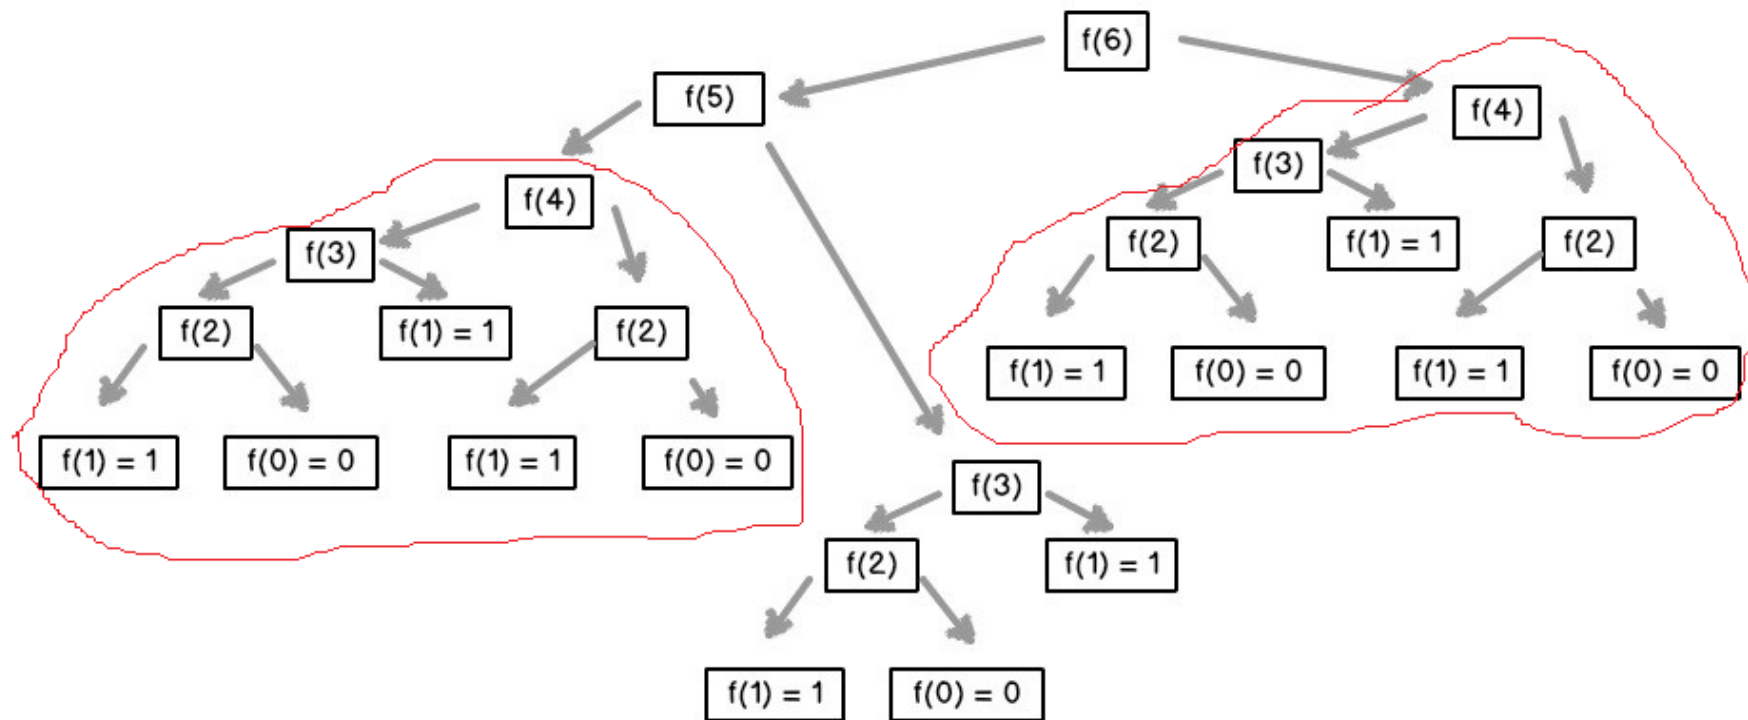 f(6)
f(5)
f(4)
f(3)
f(4)
f(3)
f(2)
f(1) = 1
f(2)
f(2)
f(1) = 1
f(2)
f(1) = 1
f(0) = 0
f(1) = 1
f(0) = 0
f(1) = 1
f(0) = 0
f(1) = 1
f(0) = 0
f(3)
f(2)
f(1) = 1
f(1) = 1
f(0) = 0